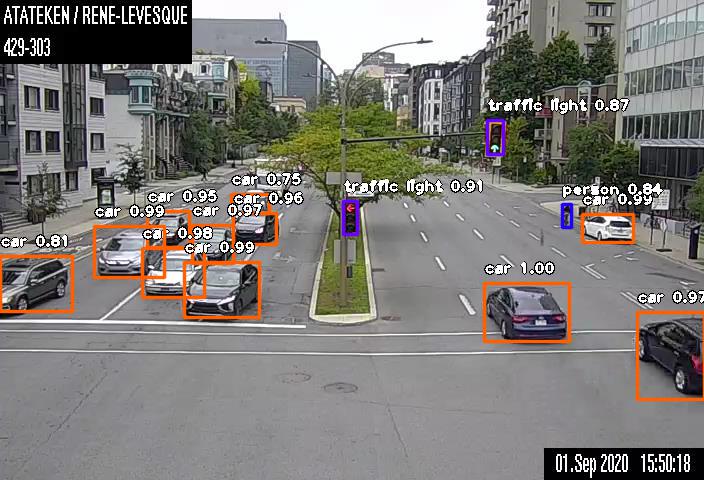 ATATEKEN / RENE-LEVESQUE
429-303
traffic light 0.87
car 0.75
traffic light 0.91
person 0.84
car 0.95
car 0.96
car 0.99
car 0.99
car 0.97
car 0.98
car 0.81
car 0.99
car 1.00
car 0.97
01.Sep 2020 15:50:18